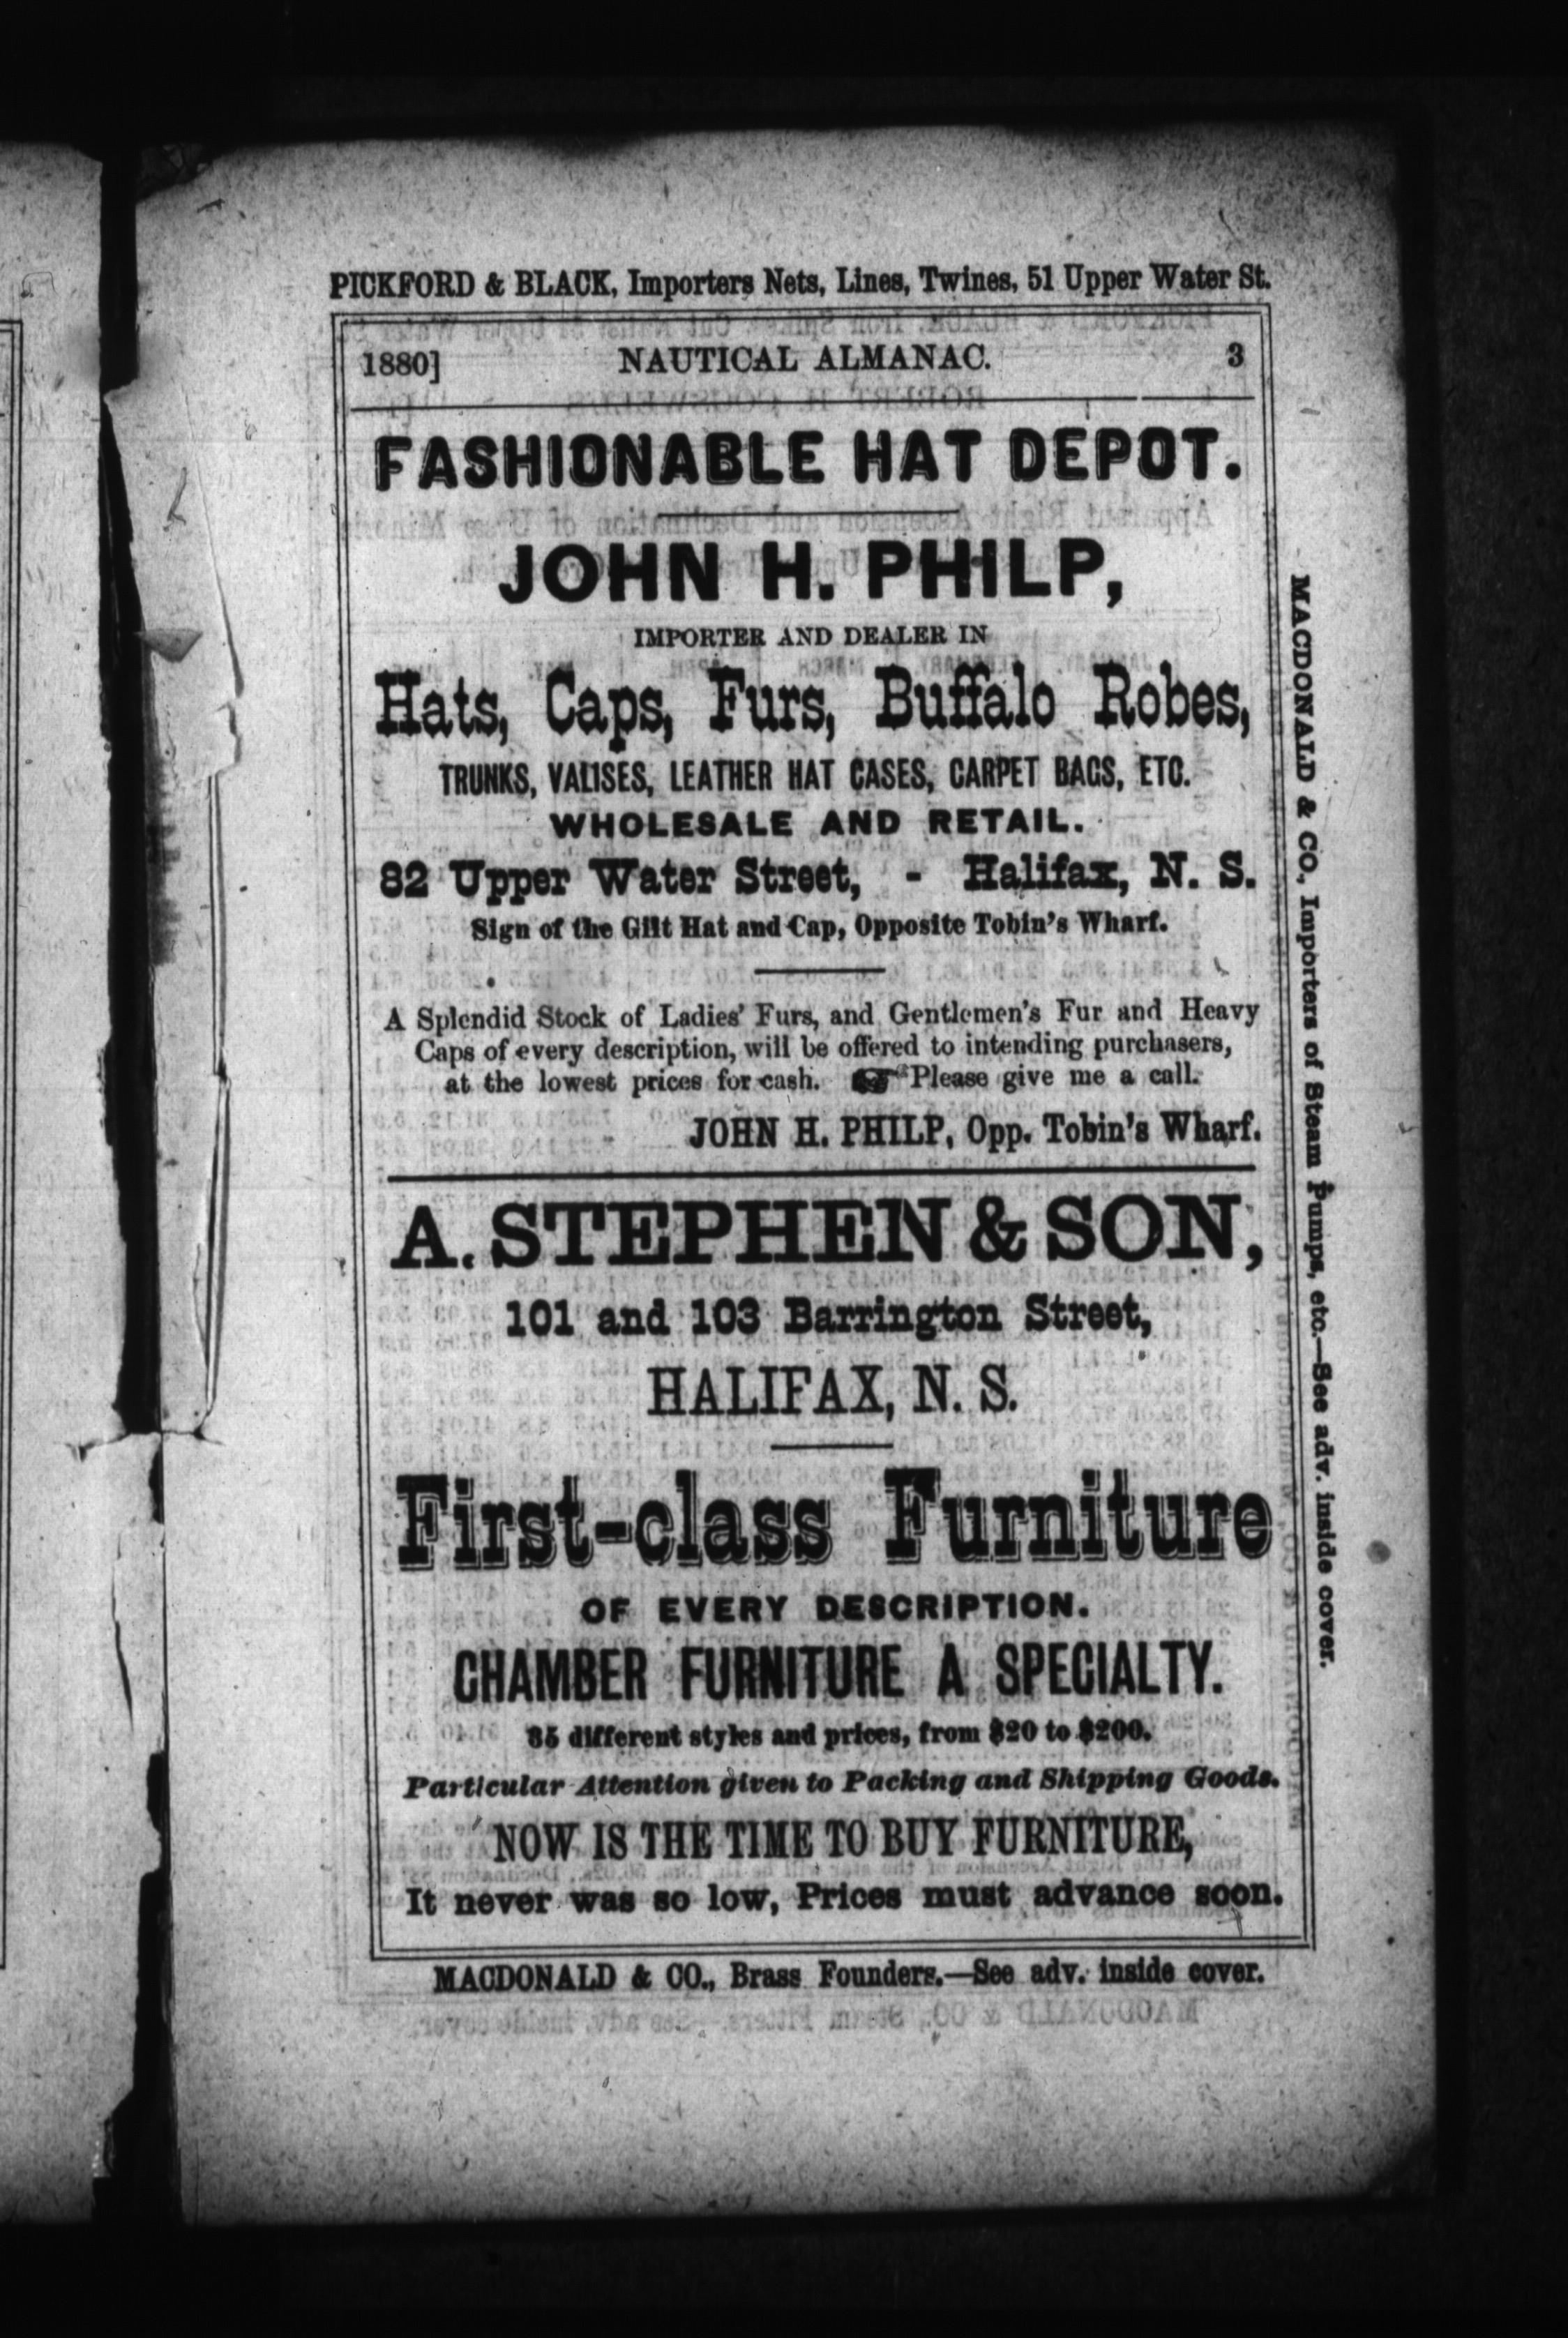 PICKFORD & BLACK, Importers Nets, Lines, Twines, 51 Upper Water St.
1880] NAUTICAL ALMANAC. 3
FASHIONABLE HAT DEPOT.
JOHN H. PHILP,
IMPORTER AND DEALER IN
Hats, Caps, Furs, Buffalo Robes,
TRUNKS, VALISES, LEATHER HAT CASES, CARPET BAGS, ETC.
WHOLESALE AND RETAIL.
82 Upper Water Street, - Halifax, N. S.
Sign of the Gilt Hat and Cap, Opposite Tobin's Wharf.
A Splendid Stock of Ladies' Furs, and Gentlemen's Fur and Heavy
Caps of every description, will be offered to intending purchasers,
at the lowest prices for cash. ☞ Please give me a call.
JOHN H. PHILP, Opp. Tobin's Wharf.
A. STEPHEN & SON,
101 and 103 Barrington Street,
HALIFAX, N. S.
First-class Furniture
OF EVERY DESCRIPTION.
CHAMBER FURNITURE A SPECIALTY.
35 different styles and prices, from $20 to $200.
Particular Attention given to Packing and Shipping Goods.
NOW IS THE TIME TO BUY FURNITURE,
It never was so low, Prices must advance soon.
MACDONALD & CO., Brass Founders.—See adv. inside cover.
MACDONALD & CO., Importers of Steam Pumps, etc.—See adv. inside cover.